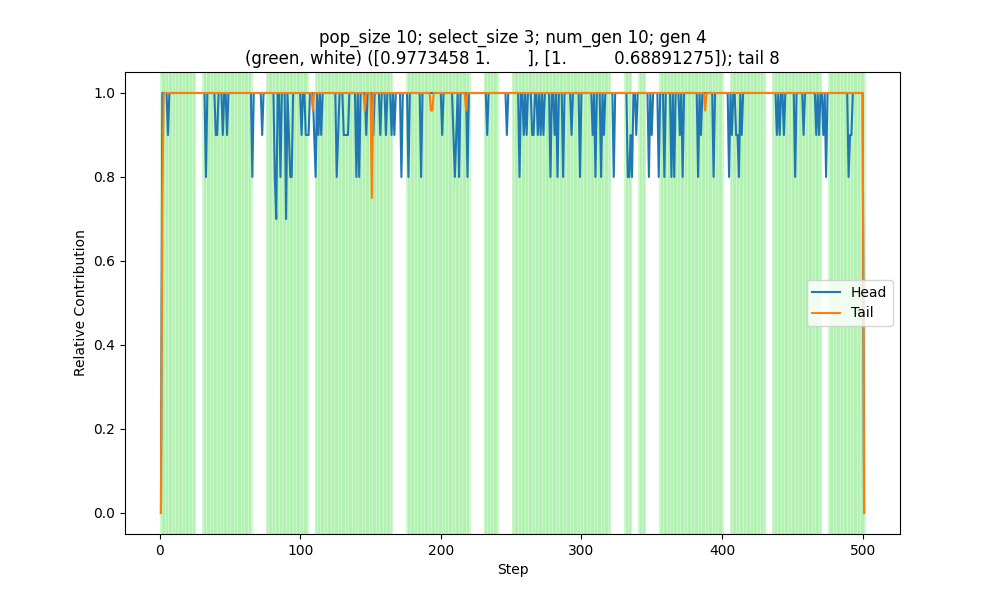 pop_size 10; select_size 3; num_gen 10; gen 4
(green, white) ([0.9773458 1.        ], [1.          0.68891275]); tail 8
1.0
0.8
0.6
0.4
0.2
0.0
Relative Contribution
Head
Tail
0 100 200 300 400 500
Step